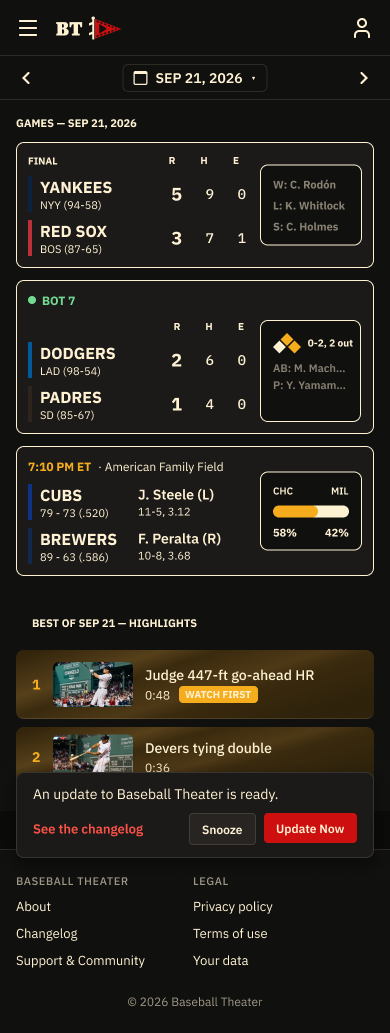 BT
SEP 21, 2026
GAMES — SEP 21, 2026
FINAL R H E
YANKEES 5 9 0
NYY (94-58)
RED SOX 3 7 1
BOS (87-65)
W: C. Rodón
L: K. Whitlock
S: C. Holmes
BOT 7
R H E
DODGERS 2 6 0
LAD (98-54)
PADRES 1 4 0
SD (85-67)
0-2, 2 out
AB: M. Mach...
P: Y. Yamam...
7:10 PM ET · American Family Field
CUBS J. Steele (L)
79 - 73 (.520) 11-5, 3.12
BREWERS F. Peralta (R)
89 - 63 (.586) 10-8, 3.68
CHC MIL
58% 42%
BEST OF SEP 21 — HIGHLIGHTS
1 Judge 447-ft go-ahead HR
0:48 WATCH FIRST
2 Devers tying double
0:36
An update to Baseball Theater is ready.
See the changelog Snooze Update Now
BASEBALL THEATER LEGAL
About Privacy policy
Changelog Terms of use
Support & Community Your data
© 2026 Baseball Theater